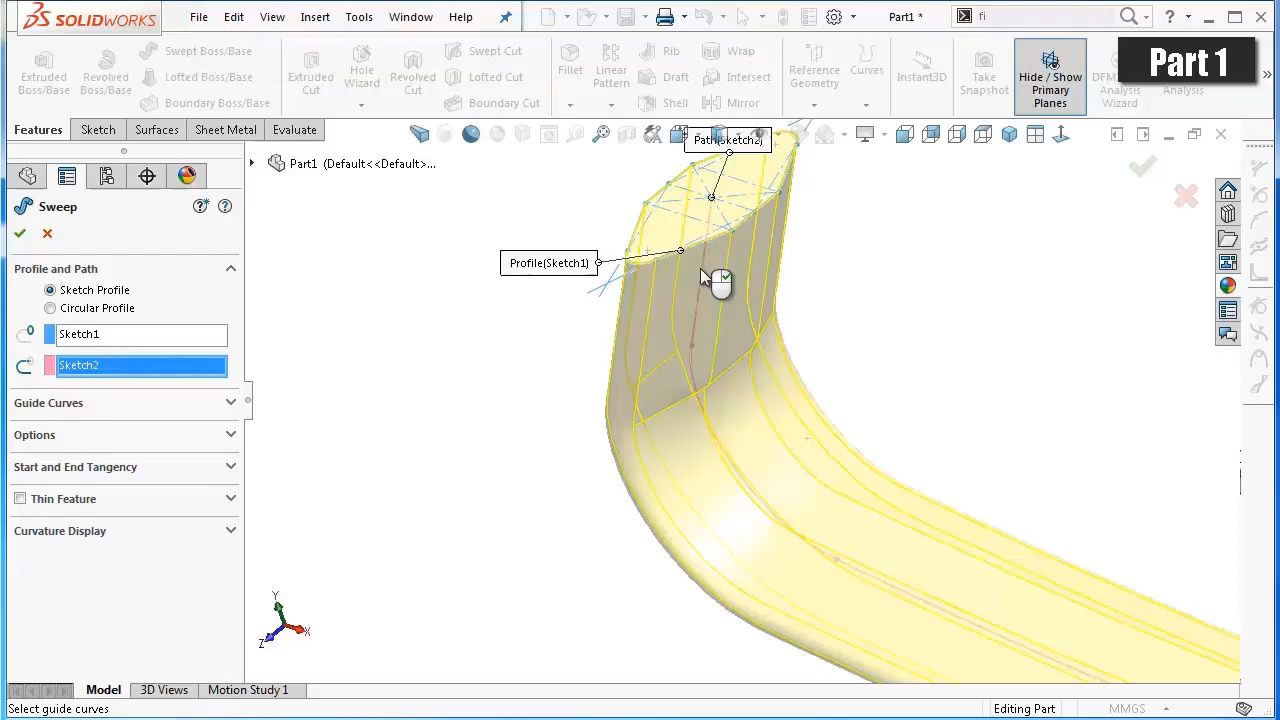 SOLIDWORKS
File Edit View Insert Tools Window Help
Part1 *
fi
Part 1
Extruded Boss/Base
Revolved Boss/Base
Swept Boss/Base
Lofted Boss/Base
Boundary Boss/Base
Extruded Cut
Hole Wizard
Revolved Cut
Swept Cut
Lofted Cut
Boundary Cut
Fillet
Linear Pattern
Rib
Draft
Shell
Wrap
Intersect
Mirror
Reference Geometry
Curves
Instant3D
Take Snapshot
Hide / Show Primary Planes
Analysis
Features Sketch Surfaces Sheet Metal Evaluate
Part1 (Default<<Default>...
Path(Sketch2)
Profile(Sketch1)
Sweep
Profile and Path
Sketch Profile
Circular Profile
Sketch1
Sketch2
Guide Curves
Options
Start and End Tangency
Thin Feature
Curvature Display
Y
X
Z
Model 3D Views Motion Study 1
Select guide curves
Editing Part
MMGS